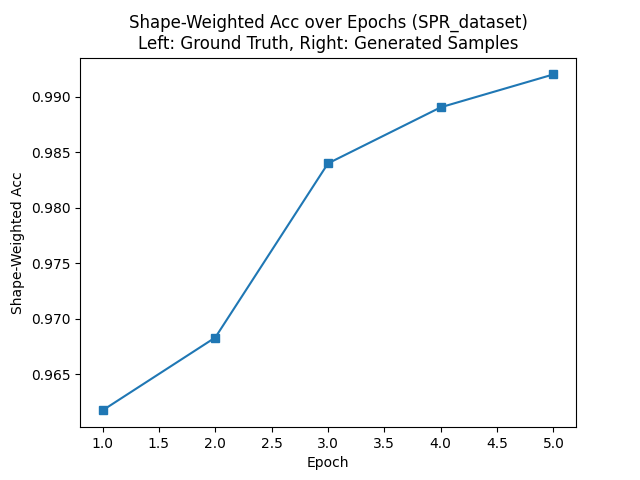 Shape-Weighted Acc over Epochs (SPR_dataset)
Left: Ground Truth, Right: Generated Samples
0.990
0.985
0.980
0.975
0.970
0.965
Shape-Weighted Acc
1.0 1.5 2.0 2.5 3.0 3.5 4.0 4.5 5.0
Epoch